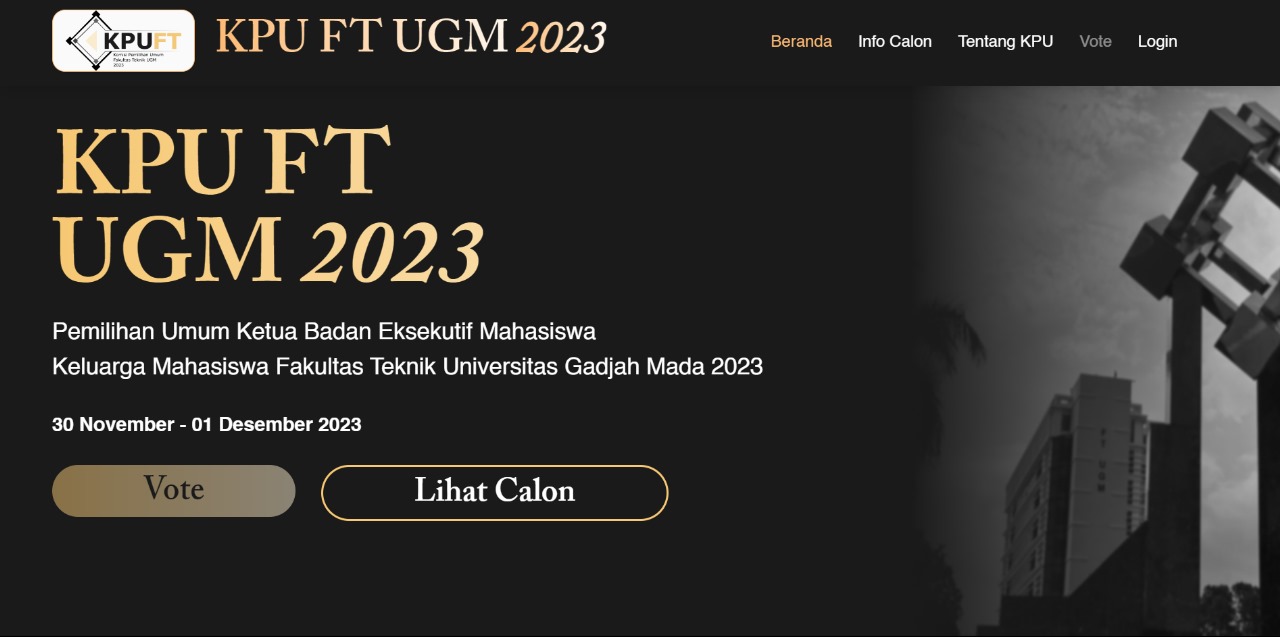 KPUFT
Komisi Pemilihan Umum
Fakultas Teknik UGM
2023
KPU FT UGM 2023
Beranda
Info Calon
Tentang KPU
Vote
Login
KPU FT
UGM 2023
Pemilihan Umum Ketua Badan Eksekutif Mahasiswa
Keluarga Mahasiswa Fakultas Teknik Universitas Gadjah Mada 2023
30 November - 01 Desember 2023
Vote
Lihat Calon
FT UGM